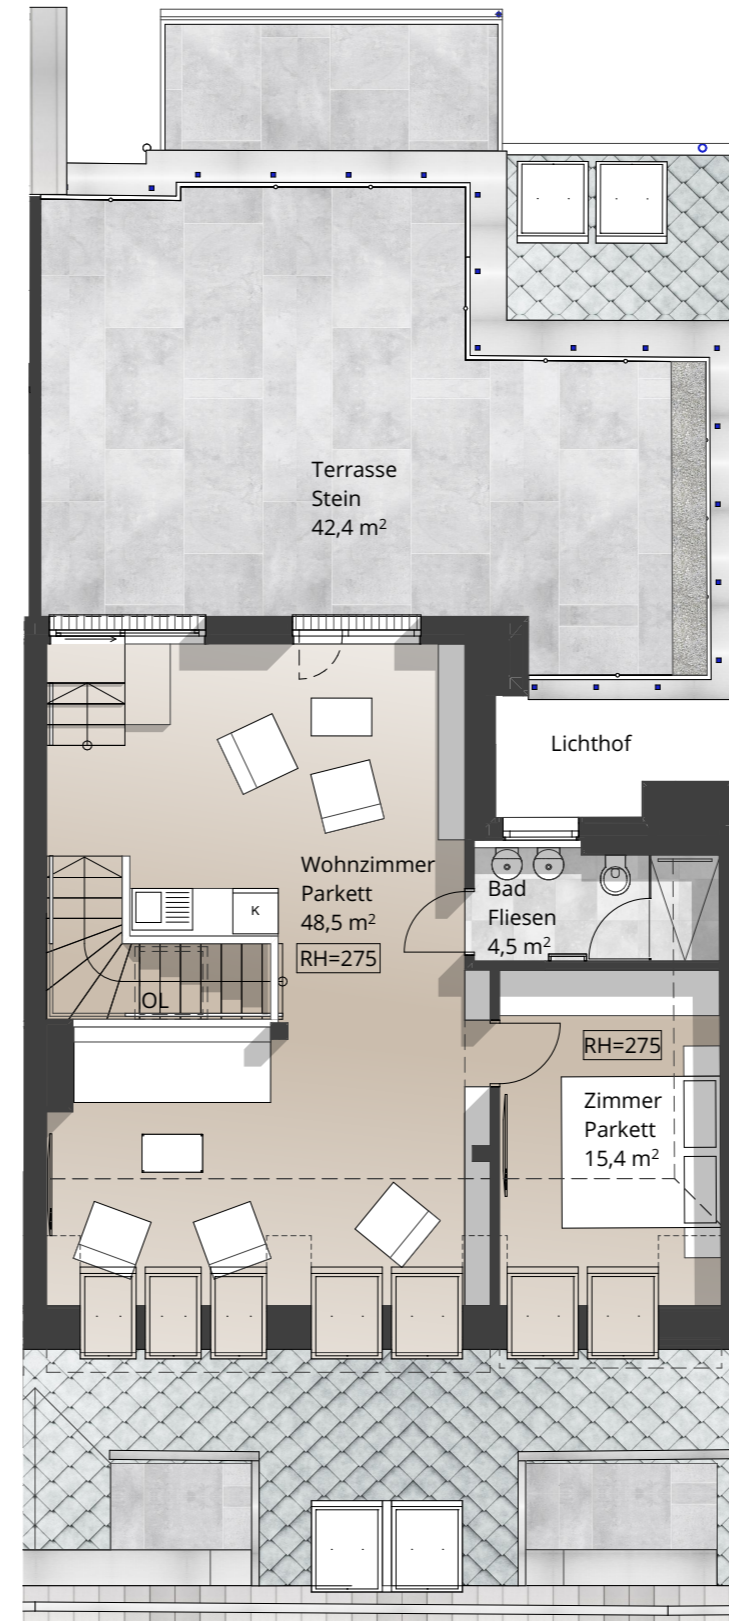 Terrasse
Stein
42,4 m²
Lichthof
Wohnzimmer
Parkett
48,5 m²
RH=275
K
Bad
Fliesen
4,5 m²
OL
RH=275
Zimmer
Parkett
15,4 m²